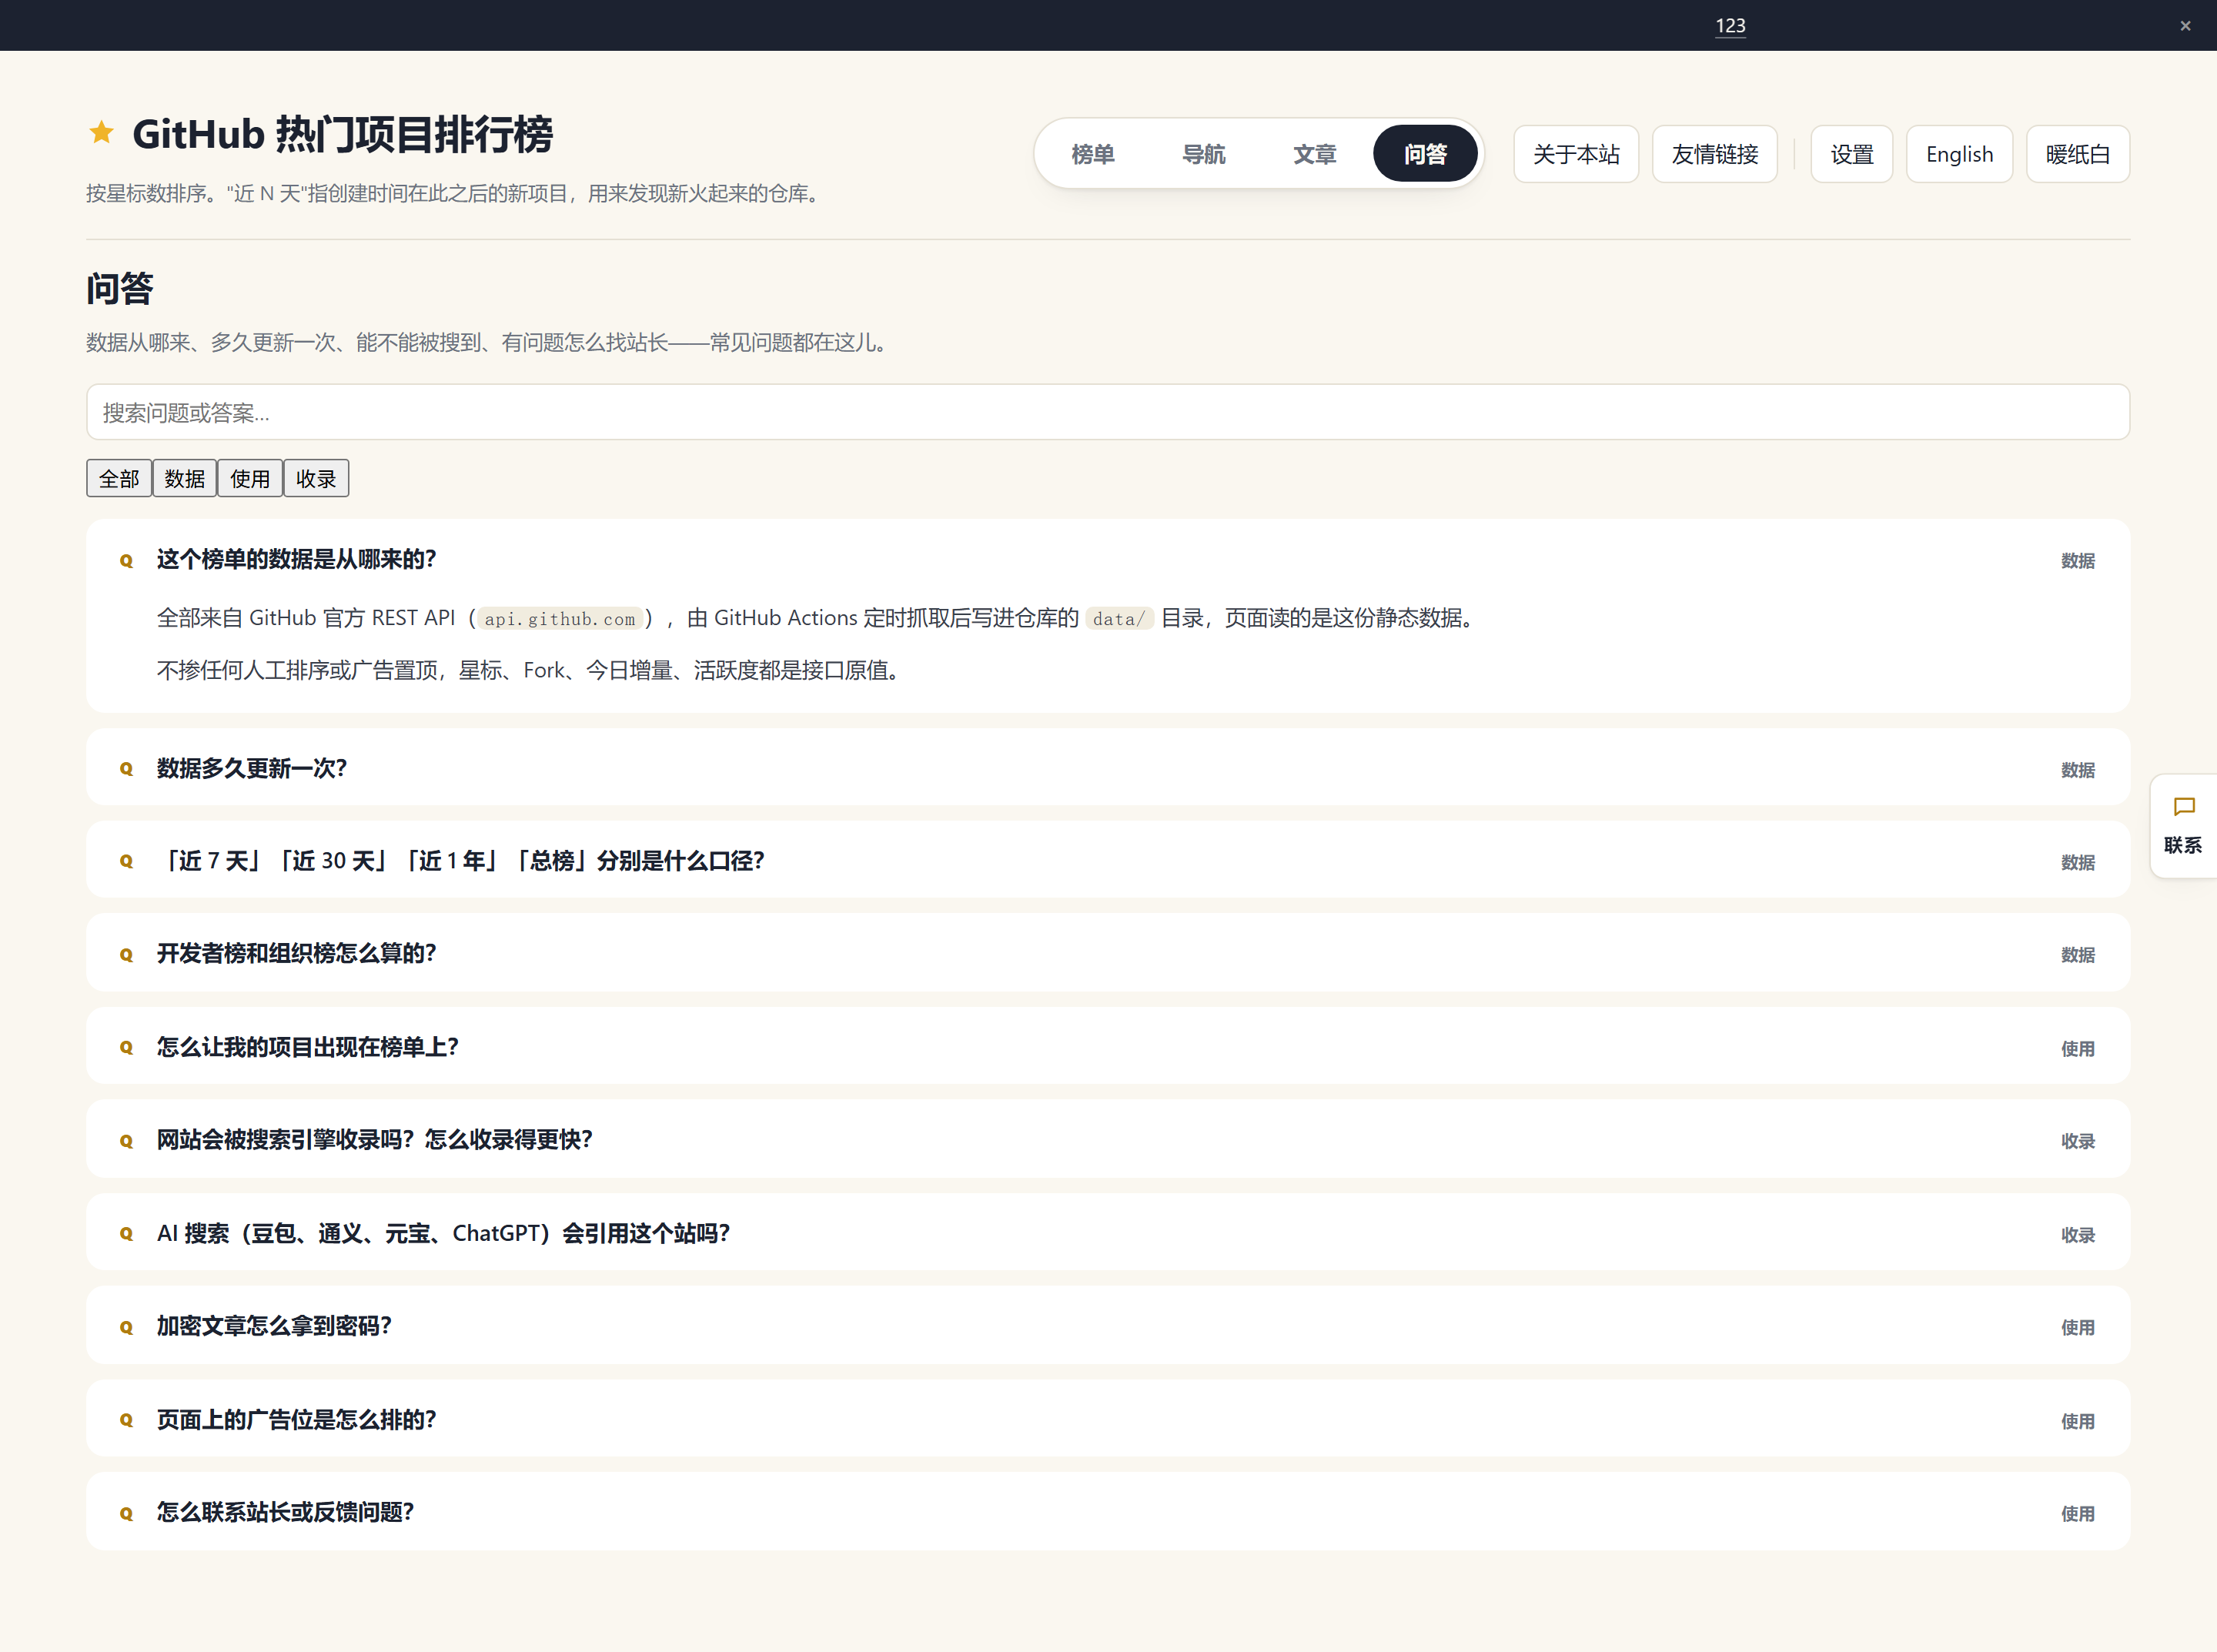 123 ×
GitHub 热门项目排行榜
按星标数排序。"近 N 天"指创建时间在此之后的新项目，用来发现新火起来的仓库。
榜单 导航 文章 问答 关于本站 友情链接 设置 English 暖纸白
问答
数据从哪来、多久更新一次、能不能被搜到、有问题怎么找站长——常见问题都在这儿。
搜索问题或答案...
全部 数据 使用 收录
Q 这个榜单的数据是从哪来的？ 数据
全部来自 GitHub 官方 REST API（api.github.com），由 GitHub Actions 定时抓取后写进仓库的 data/ 目录，页面读的是这份静态数据。
不掺任何人工排序或广告置顶，星标、Fork、今日增量、活跃度都是接口原值。
Q 数据多久更新一次？ 数据
Q 「近 7 天」「近 30 天」「近 1 年」「总榜」分别是什么口径？ 数据
联系
Q 开发者榜和组织榜怎么算的？ 数据
Q 怎么让我的项目出现在榜单上？ 使用
Q 网站会被搜索引擎收录吗？怎么收录得更快？ 收录
Q AI 搜索（豆包、通义、元宝、ChatGPT）会引用这个站吗？ 收录
Q 加密文章怎么拿到密码？ 使用
Q 页面上的广告位是怎么排的？ 使用
Q 怎么联系站长或反馈问题？ 使用